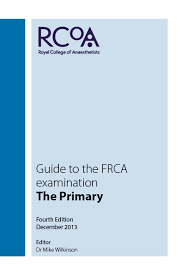 RCoA
Royal College of Anaesthetists
Guide to the FRCA
examination
The Primary
Fourth Edition
December 2013
Editor
Dr Mike Wilkinson